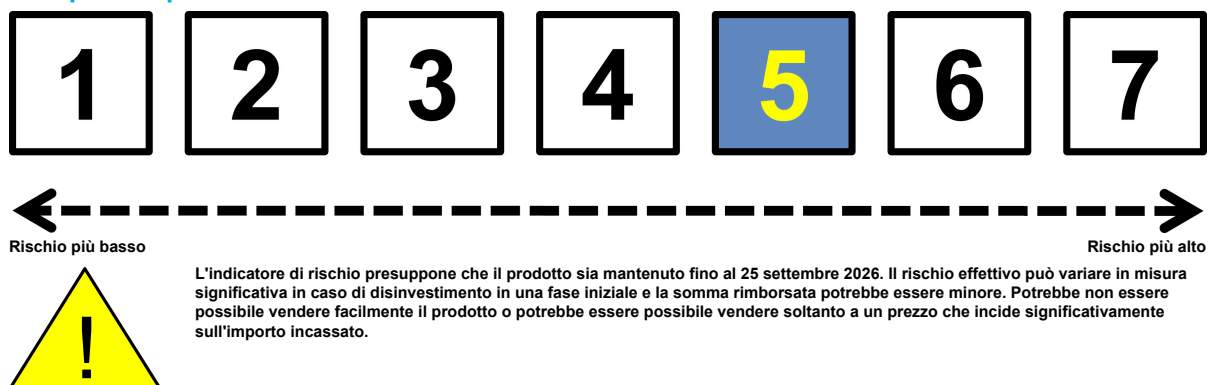 1 2 3 4 5 6 7
Rischio più basso Rischio più alto
L'indicatore di rischio presuppone che il prodotto sia mantenuto fino al 25 settembre 2026. Il rischio effettivo può variare in misura
significativa in caso di disinvestimento in una fase iniziale e la somma rimborsata potrebbe essere minore. Potrebbe non essere
possibile vendere facilmente il prodotto o potrebbe essere possibile vendere soltanto a un prezzo che incide significativamente
sull'importo incassato.
!